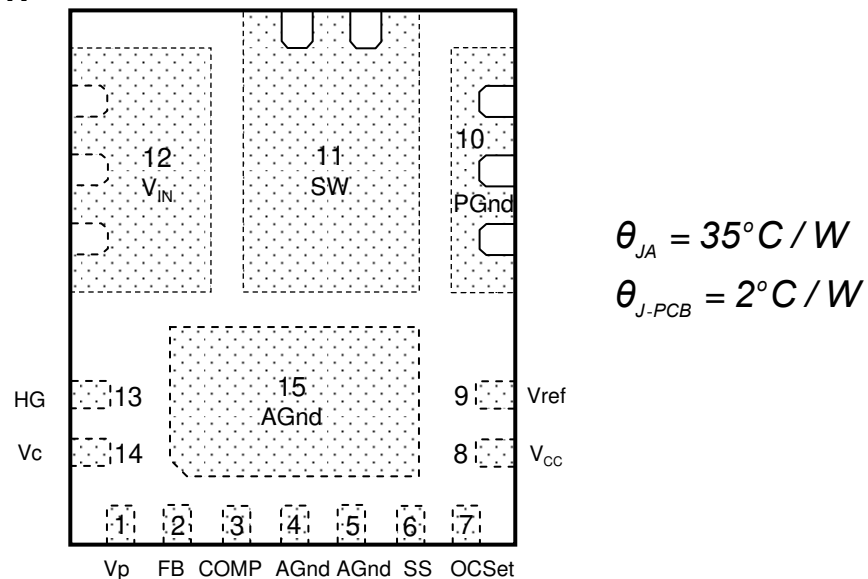 12
V_IN
11
SW
10
PGnd
θ_JA = 35°C / W
θ_J-PCB = 2°C / W
HG 13
15
AGnd
9 Vref
Vc 14
8 V_CC
1 2 3 4 5 6 7
Vp FB COMP AGnd AGnd SS OCSet